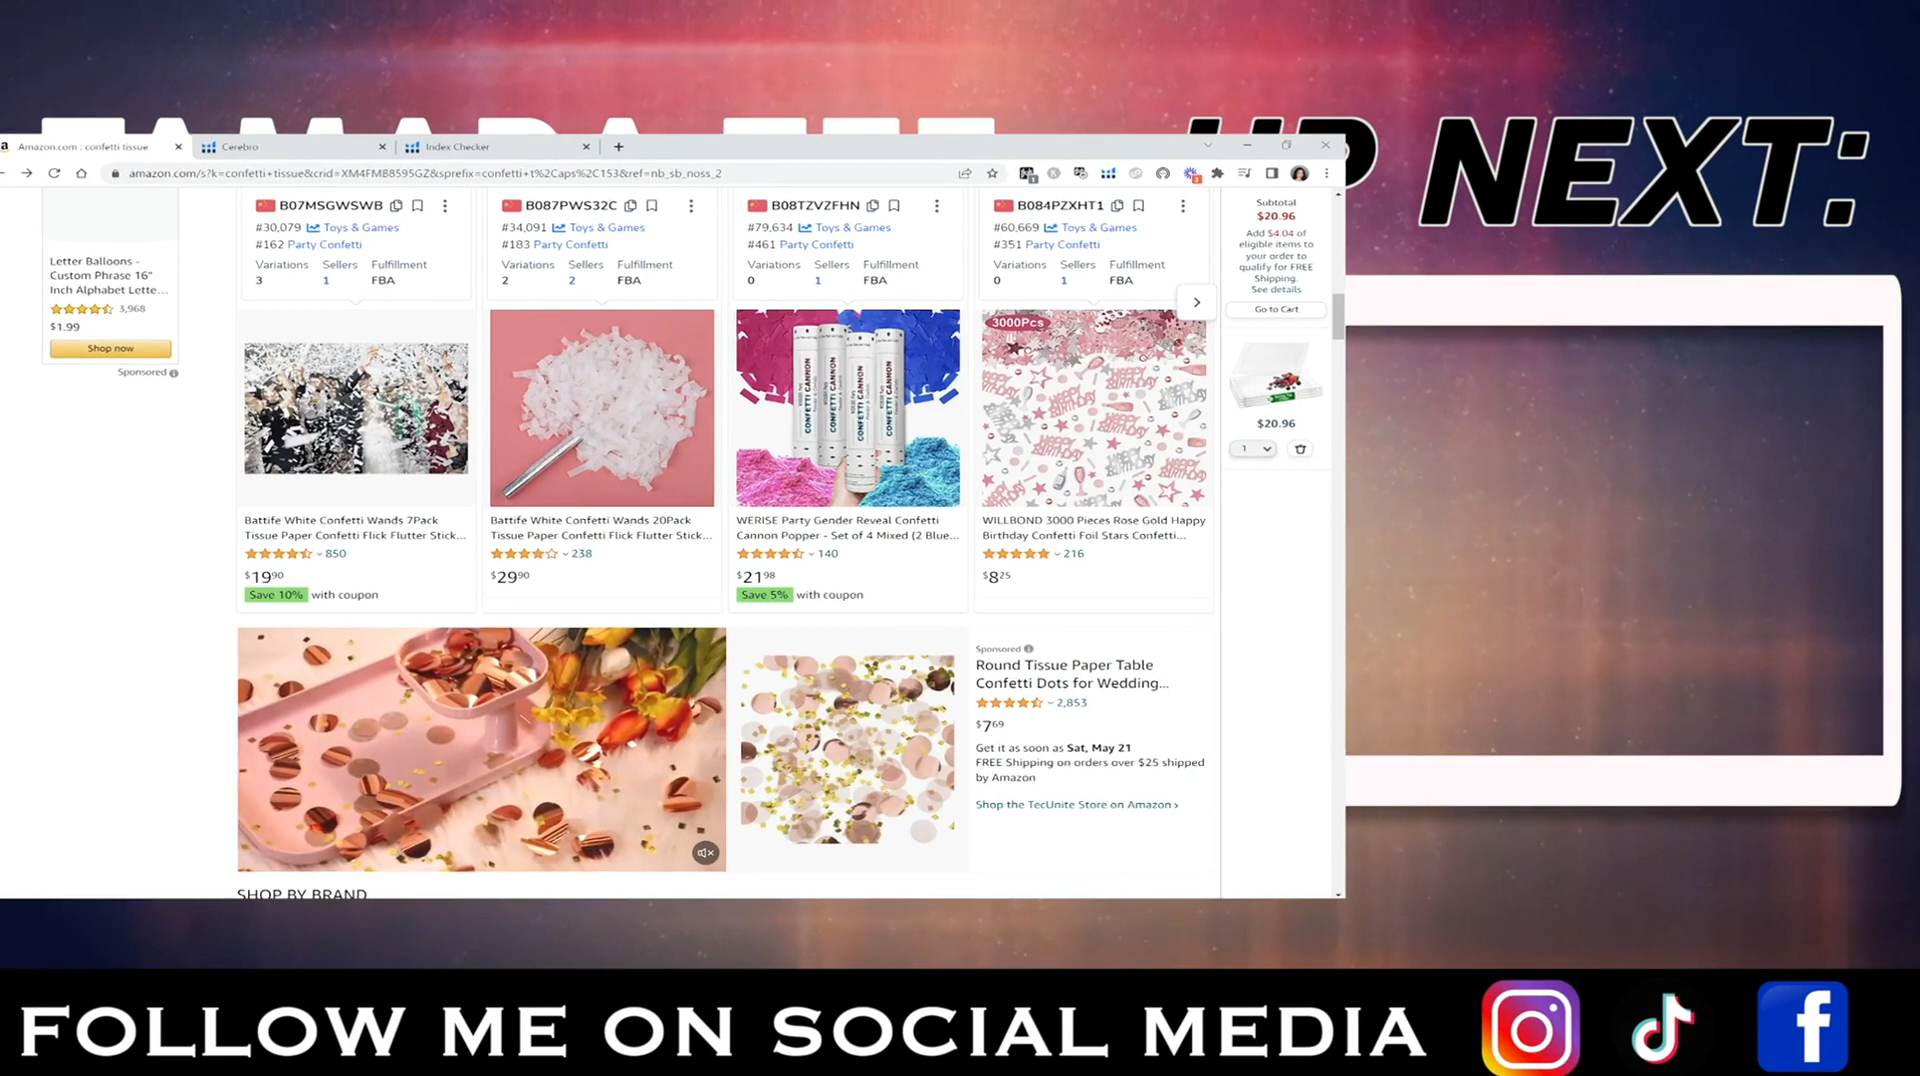 UP NEXT:
Amazon.com : confetti tissue
Cerebro
Index Checker
amazon.com/s?k=confetti+tissue&crid=XM4FMB8595GZ&sprefix=confetti+t%2Caps%2C153&ref=nb_sb_noss_2
Letter Balloons -
Custom Phrase 16"
Inch Alphabet Lette...
3,968
$1.99
Shop now
Sponsored
B07MSGWSWB
#30,079 Toys & Games
#162 Party Confetti
Variations Sellers Fulfillment
3 1 FBA
B087PWS32C
#34,091 Toys & Games
#183 Party Confetti
Variations Sellers Fulfillment
2 2 FBA
B08TZVZFHN
#79,634 Toys & Games
#461 Party Confetti
Variations Sellers Fulfillment
0 1 FBA
B084PZXHT1
#60,669 Toys & Games
#351 Party Confetti
Variations Sellers Fulfillment
0 1 FBA
Subtotal
$20.96
Add $4.04 of
eligible items to
your order to
qualify for FREE
Shipping.
See details
Go to Cart
$20.96
1
CONFETTI CANNON
CONFETTI CANNON
CONFETTI CANNON
CONFETTI CANNON
3000Pcs
HAPPY BIRTHDAY
Battife White Confetti Wands 7Pack
Tissue Paper Confetti Flick Flutter Stick...
850
$19.90
Save 10% with coupon
Battife White Confetti Wands 20Pack
Tissue Paper Confetti Flick Flutter Stick...
238
$29.90
WERISE Party Gender Reveal Confetti
Cannon Popper - Set of 4 Mixed (2 Blue...
140
$21.98
Save 5% with coupon
WILLBOND 3000 Pieces Rose Gold Happy
Birthday Confetti Foil Stars Confetti...
216
$8.25
Sponsored
Round Tissue Paper Table
Confetti Dots for Wedding...
2,853
$7.69
Get it as soon as Sat, May 21
FREE Shipping on orders over $25 shipped
by Amazon
Shop the TecUnite Store on Amazon ›
SHOP BY BRAND
FOLLOW ME ON SOCIAL MEDIA